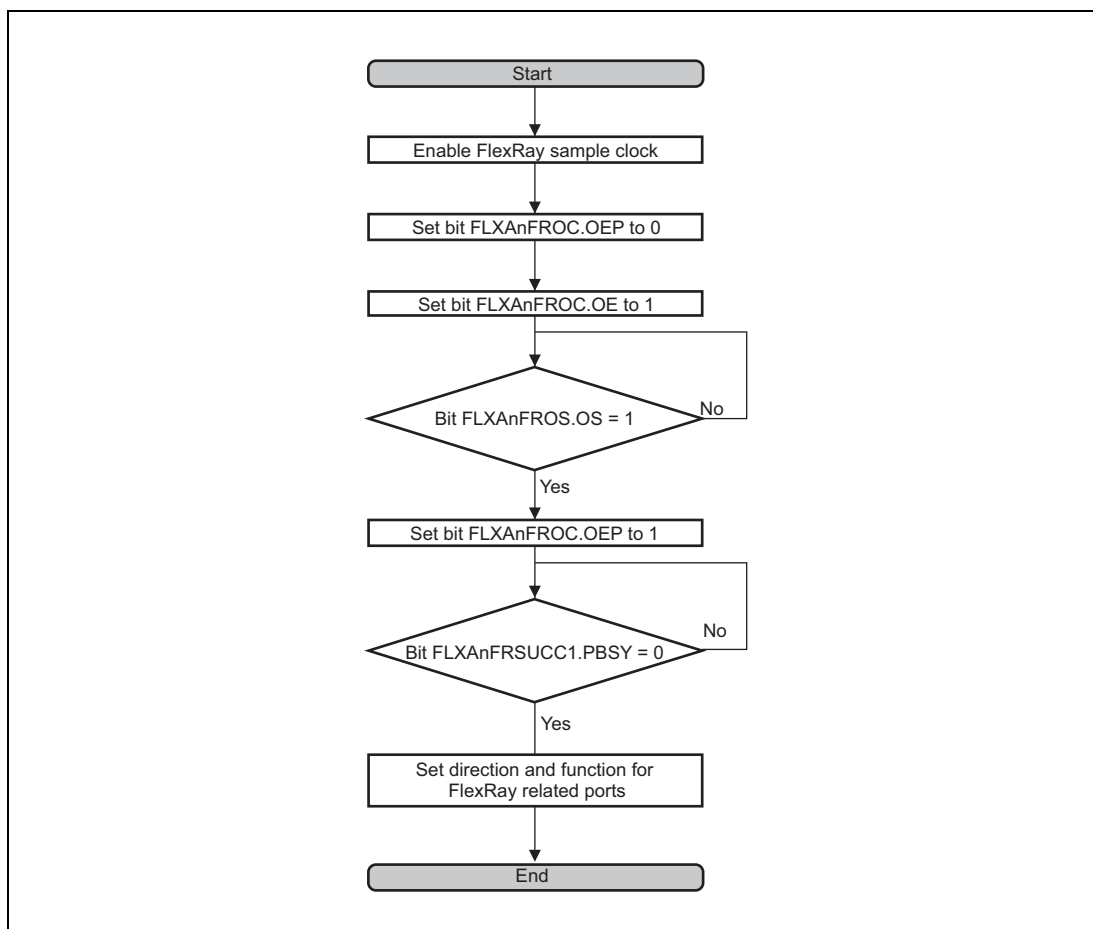 Start
Enable FlexRay sample clock
Set bit FLXAnFROC.OEP to 0
Set bit FLXAnFROC.OE to 1
Bit FLXAnFROS.OS = 1
No
Yes
Set bit FLXAnFROC.OEP to 1
Bit FLXAnFRSUCC1.PBSY = 0
No
Yes
Set direction and function for
FlexRay related ports
End